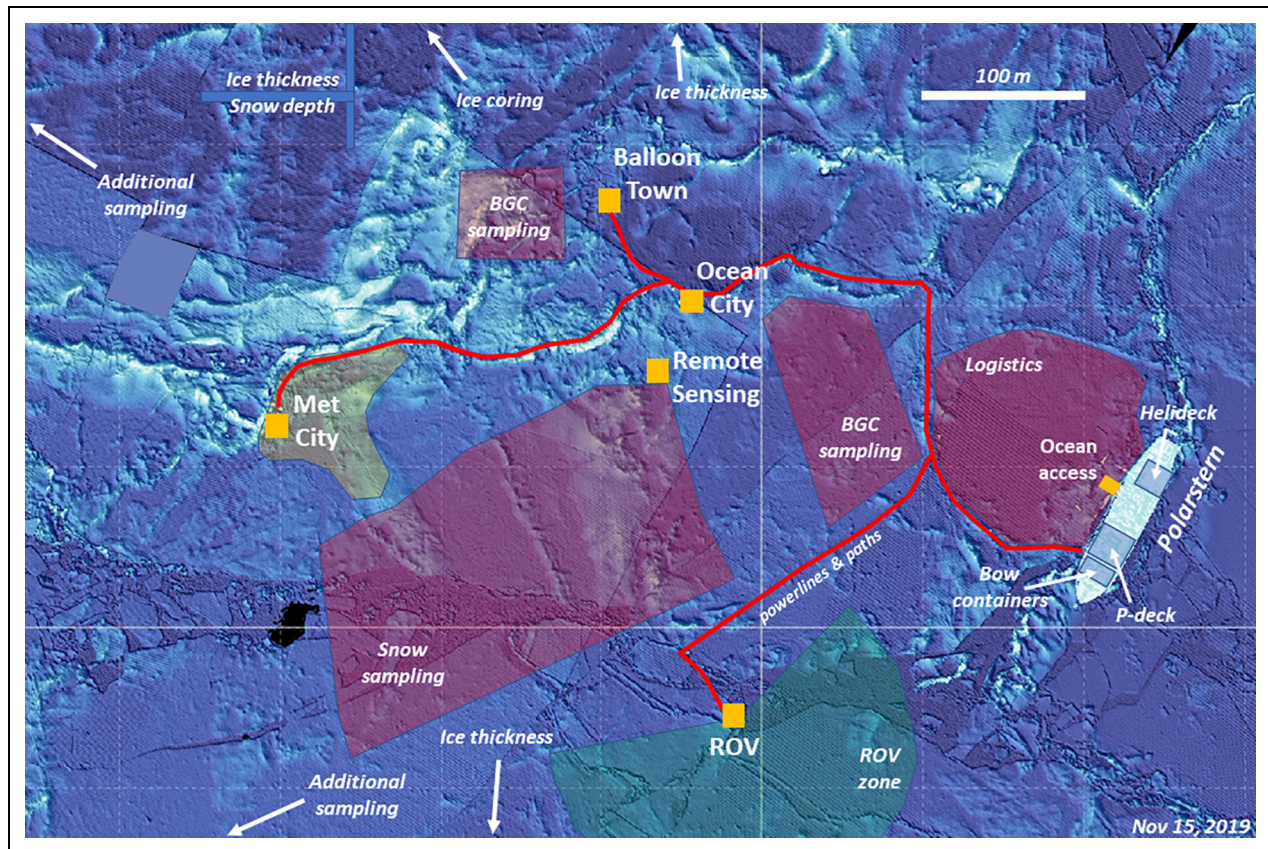 Ice thickness
Snow depth
Ice coring
Ice thickness
100 m
Additional
sampling
BGC
sampling
Balloon
Town
Ocean
City
Remote
Sensing
Met
City
Logistics
Helideck
BGC
sampling
Ocean
access
Polarstern
powerlines & paths
Bow
containers
P-deck
Snow
sampling
Ice thickness
ROV
ROV
zone
Additional
sampling
Nov 15, 2019